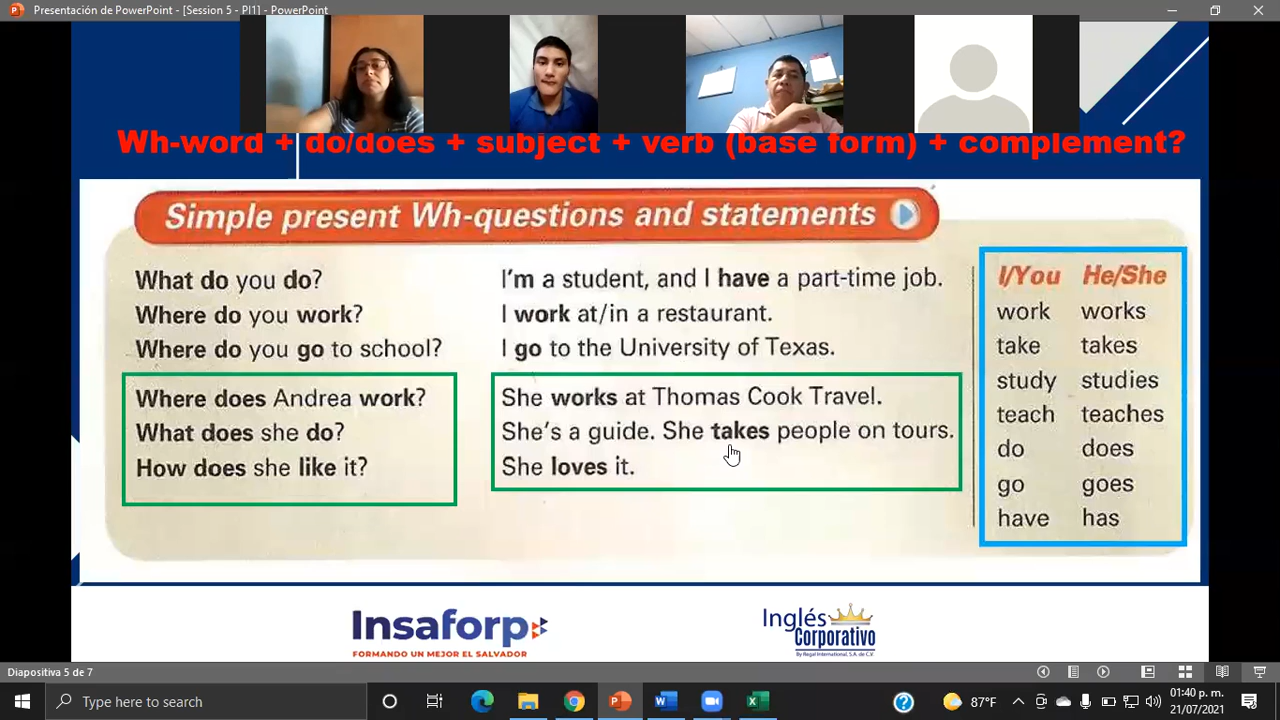 Presentación de PowerPoint - [Session 5 - PI1] - PowerPoint
Wh-word + do/does + subject + verb (base form) + complement?
Simple present Wh-questions and statements
What do you do?
Where do you work?
Where do you go to school?
Where does Andrea work?
What does she do?
How does she like it?
I'm a student, and I have a part-time job.
I work at/in a restaurant.
I go to the University of Texas.
She works at Thomas Cook Travel.
She's a guide. She takes people on tours.
She loves it.
I/You He/She
work works
take takes
study studies
teach teaches
do does
go goes
have has
Insaforp
FORMANDO UN MEJOR EL SALVADOR
Inglés
Corporativo
By Regal International, S.A. de C.V.
Diapositiva 5 de 7
Type here to search
87°F
01:40 p. m.
21/07/2021